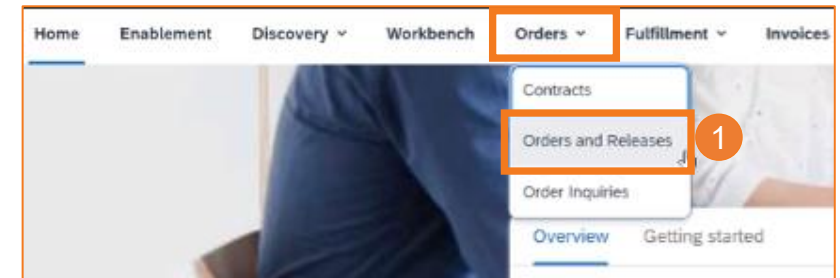 Home Enablement Discovery Workbench Orders Fulfillment Invoices
Contracts
Orders and Releases 1
Order Inquiries
Overview Getting started